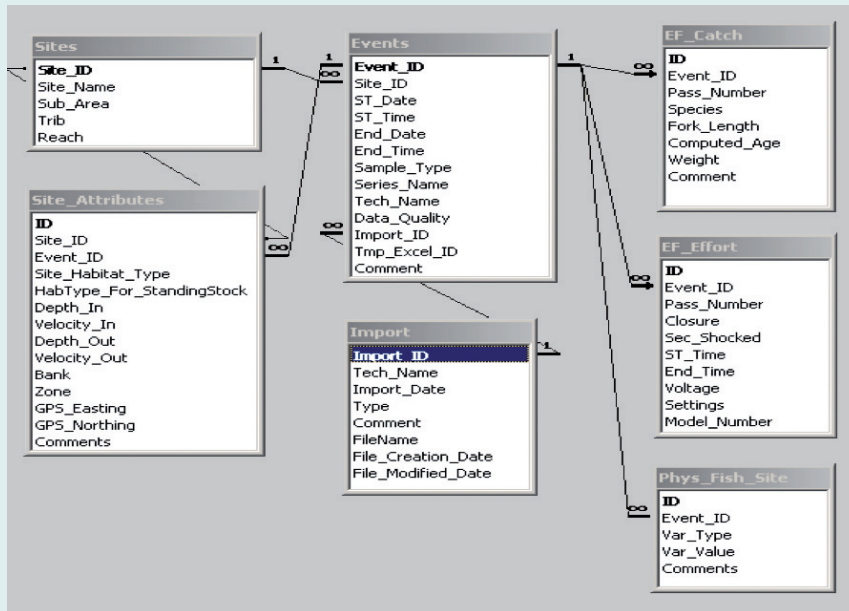 Sites
Site_ID
Site_Name
Sub_Area
Trib
Reach
Site_Attributes
ID
Site_ID
Event_ID
Site_Habitat_Type
HabType_For_StandingStock
Depth_In
Velocity_In
Depth_Out
Velocity_Out
Bank
Zone
GPS_Easting
GPS_Northing
Comments
1
1
∞
∞
∞
Events
Event_ID
Site_ID
ST_Date
ST_Time
End_Date
End_Time
Sample_Type
Series_Name
Tech_Name
Data_Quality
Import_ID
Tmp_Excel_ID
Comment
Import
Import_ID
Tech_Name
Import_Date
Type
Comment
FileName
File_Creation_Date
File_Modified_Date
1
1
∞
∞
∞
EF_Catch
ID
Event_ID
Pass_Number
Species
Fork_Length
Computed_Age
Weight
Comment
EF_Effort
ID
Event_ID
Pass_Number
Closure
Sec_Shocked
ST_Time
End_Time
Voltage
Settings
Model_Number
Phys_Fish_Site
ID
Event_ID
Var_Type
Var_Value
Comments